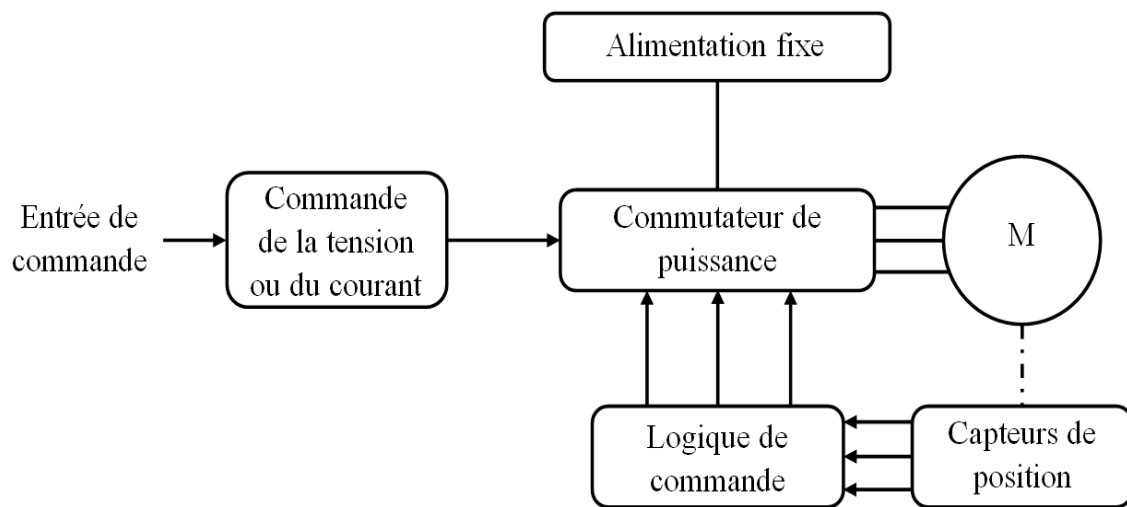 Alimentation fixe
Entrée de
commande
Commande
de la tension
ou du courant
Commutateur de
puissance
M
Logique de
commande
Capteurs de
position